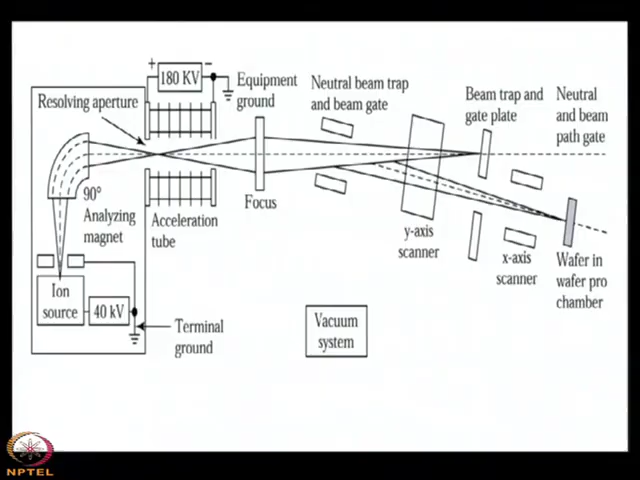 +
180 KV
−
Resolving aperture
Equipment
ground
Neutral beam trap
and beam gate
Beam trap and
gate plate
Neutral
and beam
path gate
90°
Analyzing
magnet
Acceleration
tube
Focus
y-axis
scanner
x-axis
scanner
Wafer in
wafer pro
chamber
Ion
source
40 kV
Terminal
ground
Vacuum
system
NPTEL